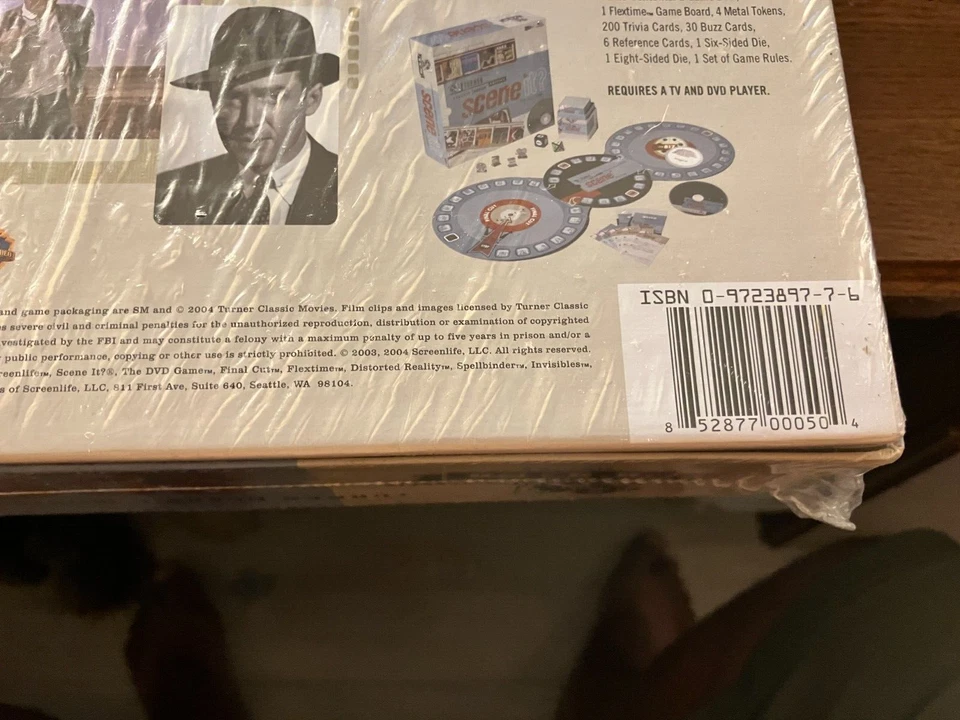 1 Flextime™ Game Board, 4 Metal Tokens,
200 Trivia Cards, 30 Buzz Cards,
6 Reference Cards, 1 Six-Sided Die,
1 Eight-Sided Die, 1 Set of Game Rules.
REQUIRES A TV AND DVD PLAYER.
scene it?
ISBN 0-9723897-7-6
8 52877 00050 4
and game packaging are SM and © 2004 Turner Classic Movies. Film clips and images licensed by Turner Classic
s severe civil and criminal penalties for the unauthorized reproduction, distribution or examination of copyrighted
vestigated by the FBI and may constitute a felony with a maximum penalty of up to five years in prison and/or a
public performance, copying or other use is strictly prohibited. © 2003, 2004 Screenlife, LLC. All rights reserved.
reenlife™, Scene It?®, The DVD Game™, Final Cut™, Flextime™, Distorted Reality™, Spellbinder™, Invisibles™,
s of Screenlife, LLC, 811 First Ave, Suite 640, Seattle, WA 98104.